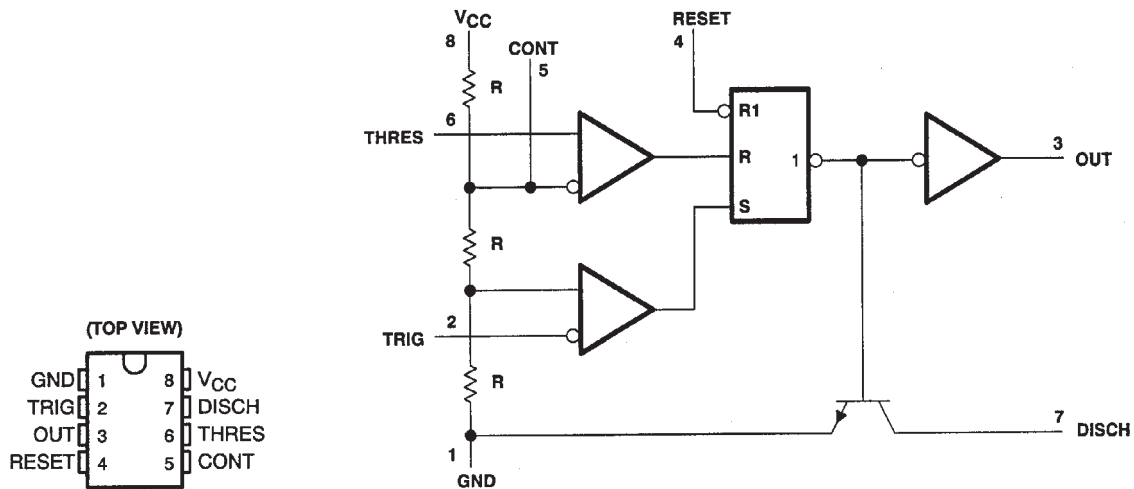 VCC
8
CONT
5
RESET
4
R
6
THRES
R1
R
S
1
3
OUT
R
2
TRIG
R
1
GND
7
DISCH
(TOP VIEW)
GND 1 8 VCC
TRIG 2 7 DISCH
OUT 3 6 THRES
RESET 4 5 CONT